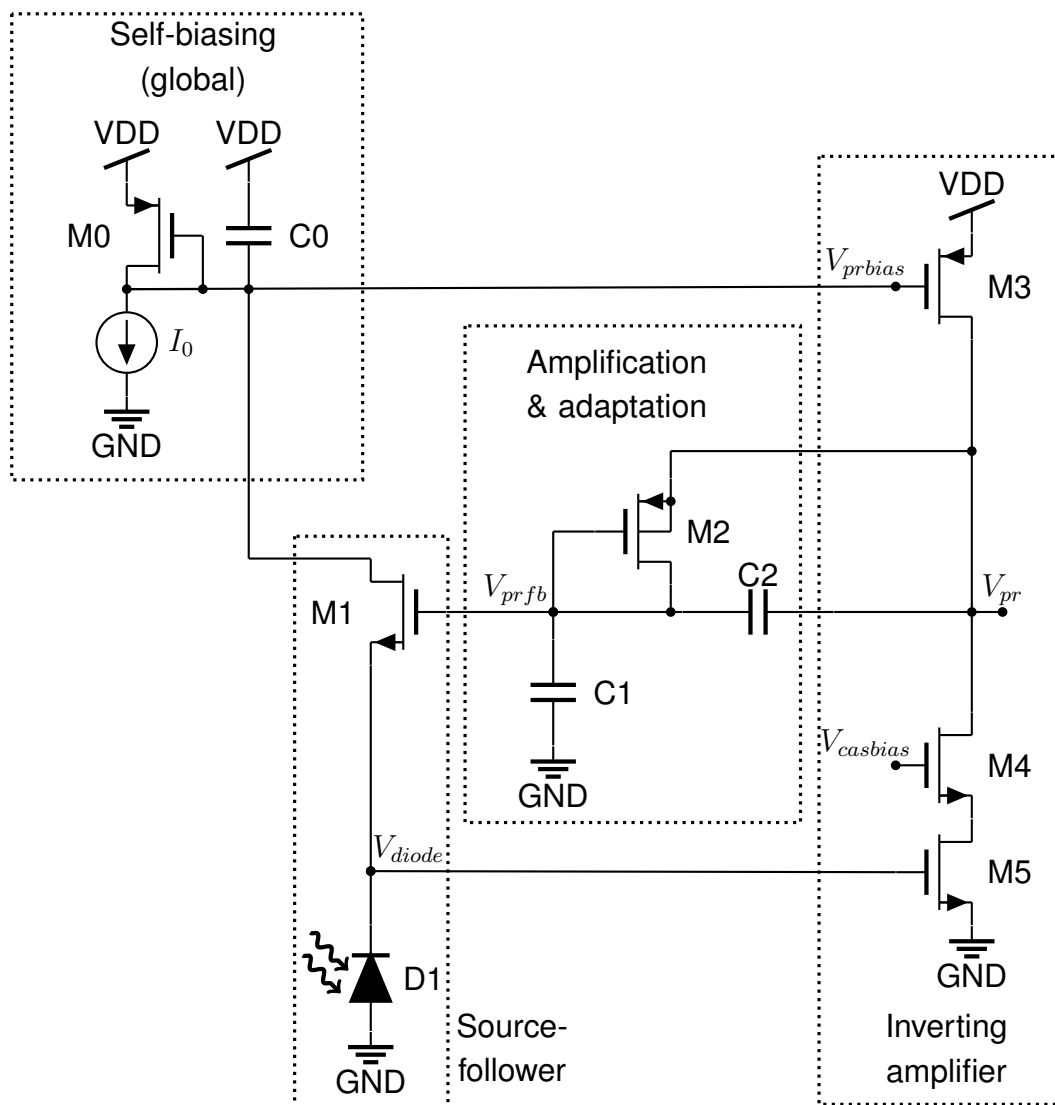 Self-biasing
(global)
VDD
VDD
M0
C0
I0
GND
VDD
Vprbias
M3
Amplification
& adaptation
M2
C2
Vprfb
Vpr
M1
C1
GND
Vcasbias
M4
Vdiode
M5
D1
GND
GND
Source-
follower
Inverting
amplifier